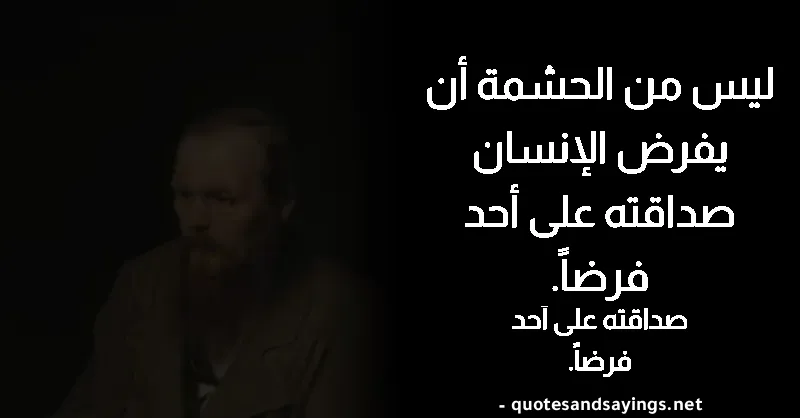 ليس من الحشمة أن
يفرض الإنسان
صداقته على أحد
فرضاً.
صداقته على أحد
فرضاً.
- quotesandsayings.net